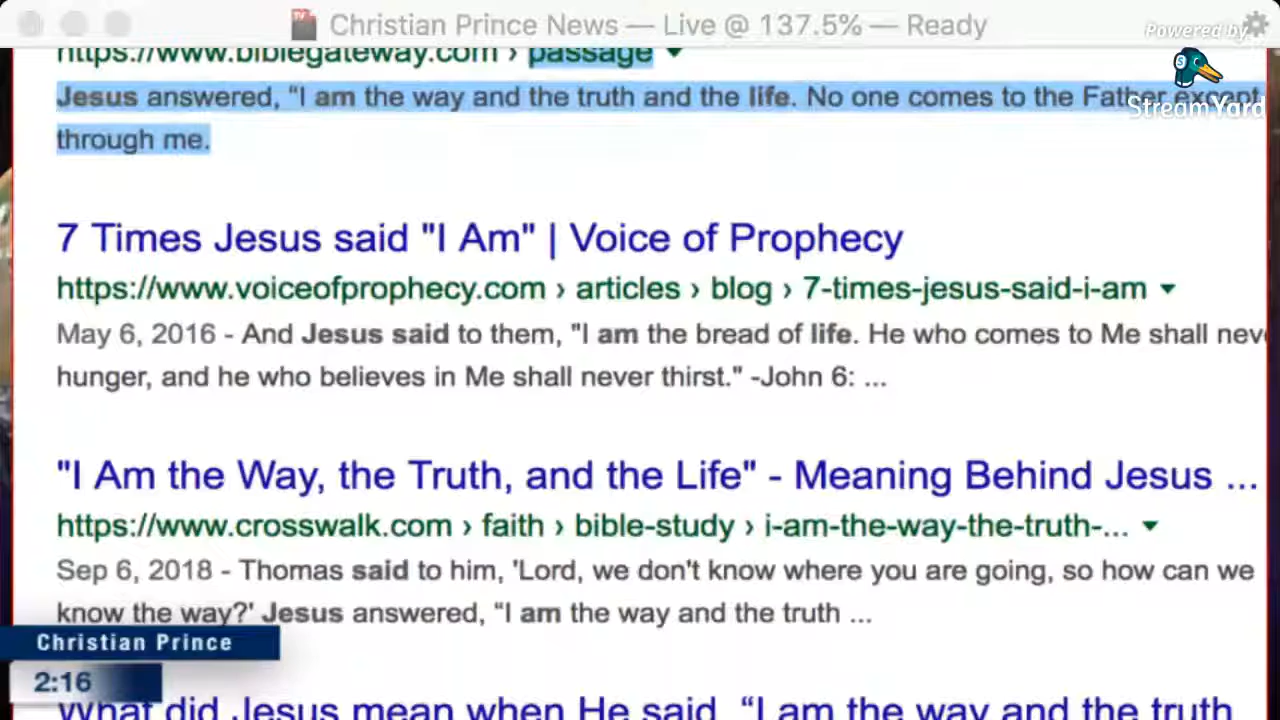 Christian Prince News — Live @ 137.5% — Ready
Powered by
https://www.biblegateway.com › passage
StreamYard
Jesus answered, “I am the way and the truth and the life. No one comes to the Father except
through me.
7 Times Jesus said "I Am" | Voice of Prophecy
https://www.voiceofprophecy.com › articles › blog › 7-times-jesus-said-i-am
May 6, 2016 - And Jesus said to them, "I am the bread of life. He who comes to Me shall nev
hunger, and he who believes in Me shall never thirst." -John 6: ...
"I Am the Way, the Truth, and the Life" - Meaning Behind Jesus ...
https://www.crosswalk.com › faith › bible-study › i-am-the-way-the-truth-...
Sep 6, 2018 - Thomas said to him, 'Lord, we don't know where you are going, so how can we
know the way?' Jesus answered, “I am the way and the truth ...
Christian Prince
2:16
What did Jesus mean when He said, “I am the way and the truth